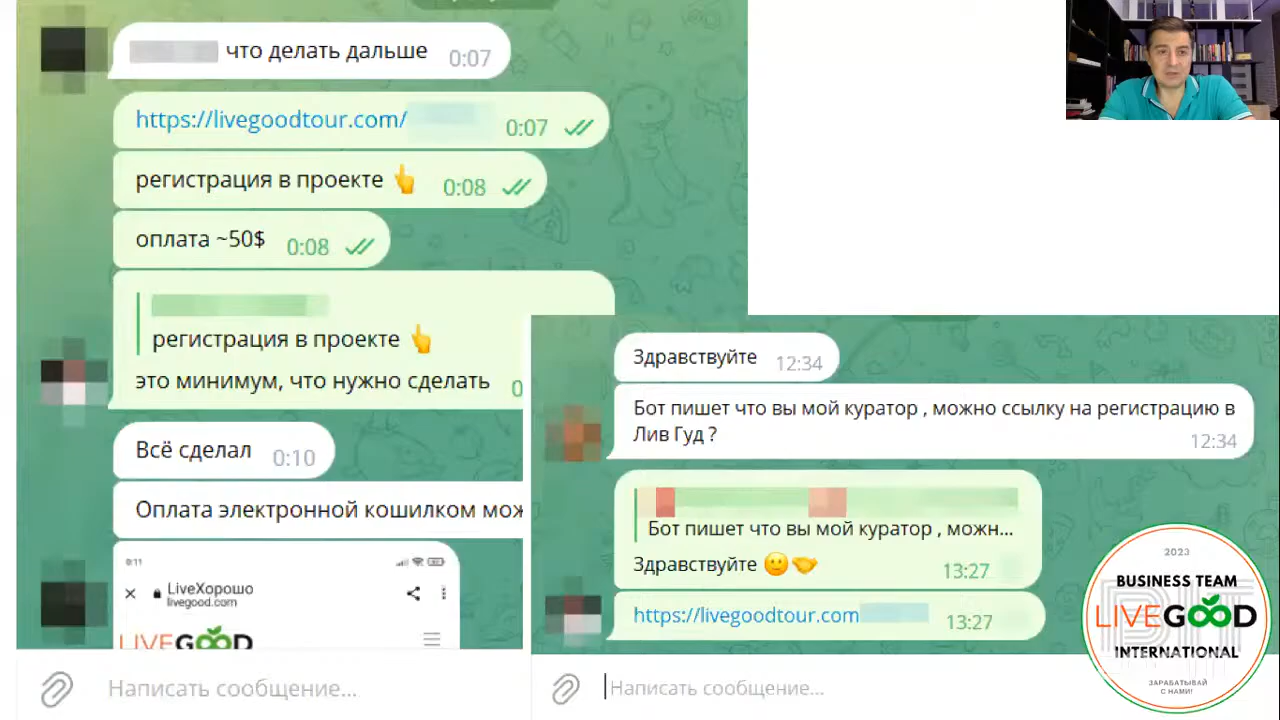 что делать дальше 0:07
https://livegoodtour.com/ 0:07
регистрация в проекте 👆 0:08
оплата ~50$ 0:08
регистрация в проекте 👆
это минимум, что нужно сделать 0
Всё сделал 0:10
Оплата электронной кошилком мож
0:11
LiveХорошо
livegood.com
LIVEGOOD
Написать сообщение...
Здравствуйте 12:34
Бот пишет что вы мой куратор , можно ссылку на регистрацию в
Лив Гуд ? 12:34
Бот пишет что вы мой куратор , можн...
Здравствуйте 🙂🤝 13:27
https://livegoodtour.com 13:27
Написать сообщение...
2023
BUSINESS TEAM
LIVEGOOD
INTERNATIONAL
ЗАРАБАТЫВАЙ
С НАМИ!